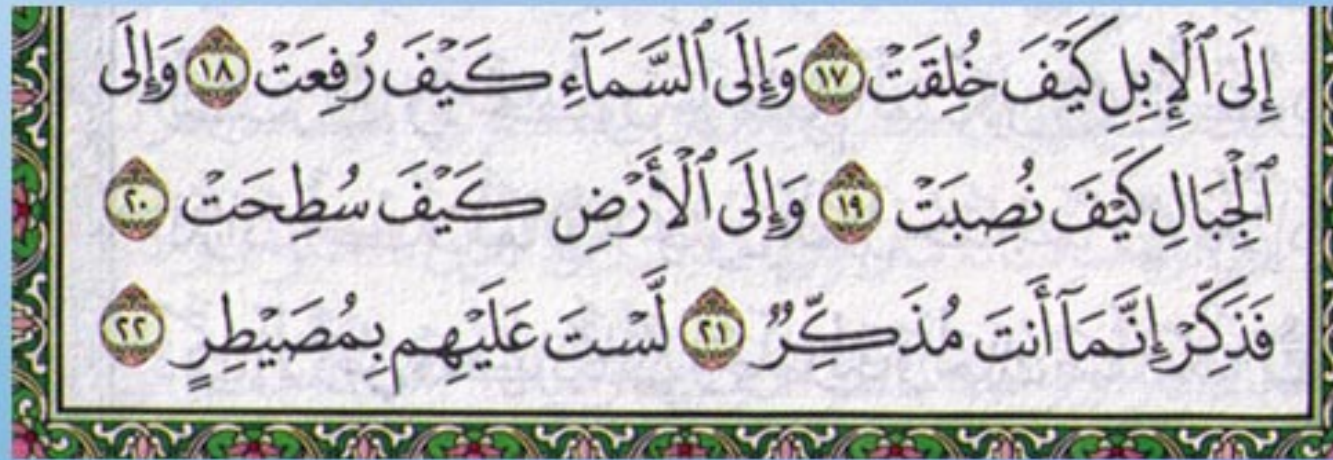 إِلَى ٱلْإِبِلِ كَيْفَ خُلِقَتْ ١٧ وَإِلَى ٱلسَّمَآءِ كَيْفَ رُفِعَتْ ١٨ وَإِلَى
ٱلْجِبَالِ كَيْفَ نُصِبَتْ ١٩ وَإِلَى ٱلْأَرْضِ كَيْفَ سُطِحَتْ ٢٠
فَذَكِّرْ إِنَّمَآ أَنتَ مُذَكِّرٌ ٢١ لَّسْتَ عَلَيْهِم بِمُصَيْطِرٍ ٢٢